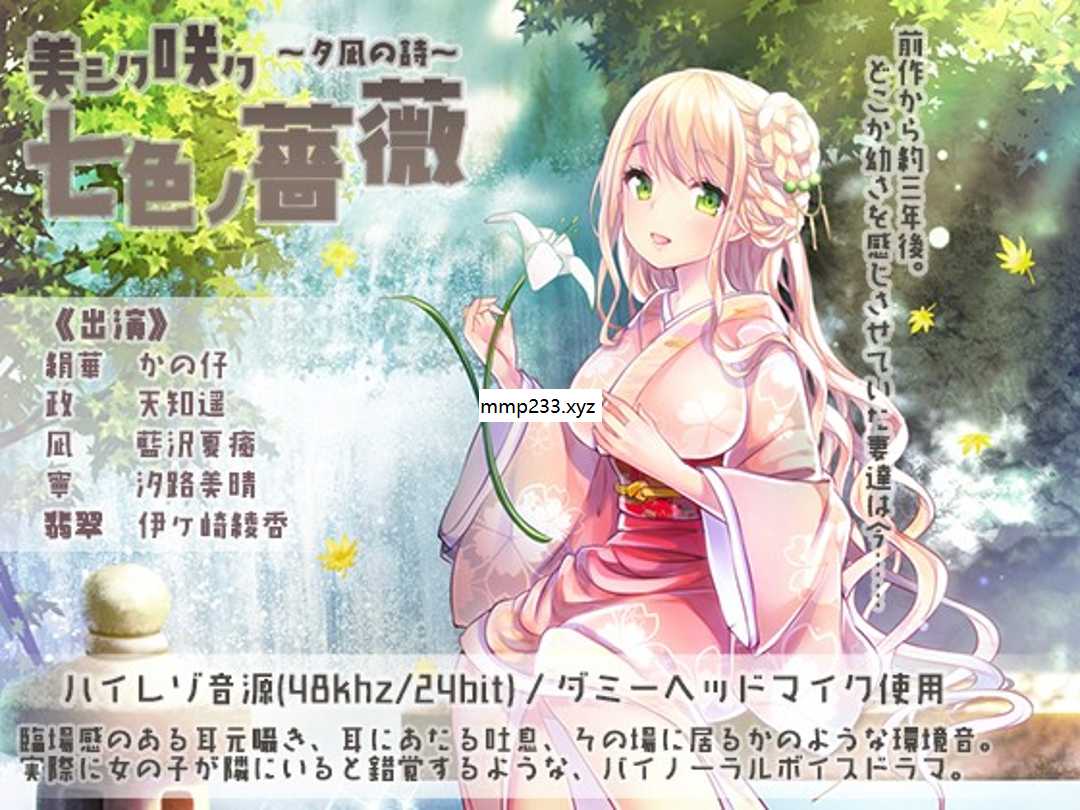 美シク咲ク
～夕凪の詩～
七色ノ薔薇
前作から約三年後。
どこか幼さを感じさせていた妻達は今……
《出演》
絹華 かの仔
政 天知遥
凪 藍沢夏癒
寧 汐路美晴
翡翠 伊ヶ崎綾香
mmp233.xyz
ハイレゾ音源(48khz/24bit) / ダミーヘッドマイク使用
臨場感のある耳元囁き、耳にあたる吐息、その場に居るかのような環境音。
実際に女の子が隣にいると錯覚するような、バイノーラルボイスドラマ。